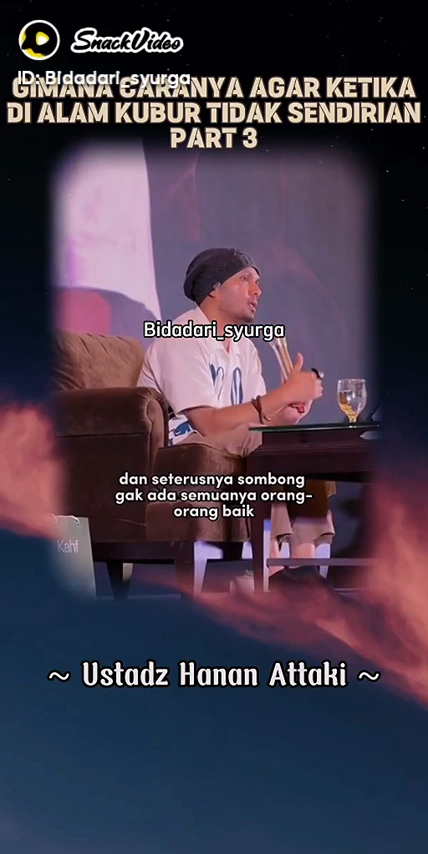 SnackVideo
ID: Bidadari_syurga
GIMANA CARANYA AGAR KETIKA
DI ALAM KUBUR TIDAK SENDIRIAN
PART 3
Bidadari_syurga
dan seterusnya sombong
gak ada semuanya orang-
orang baik
Kahf
~ Ustadz Hanan Attaki ~